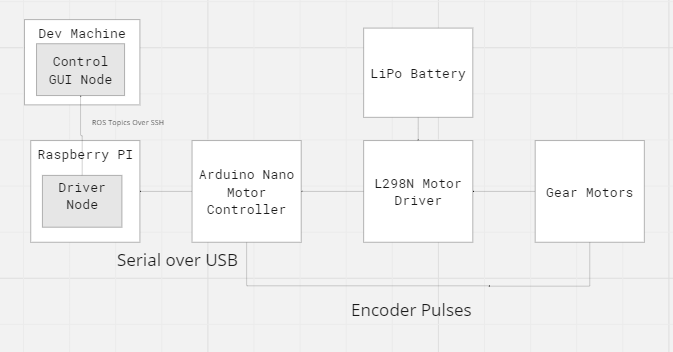 Dev Machine
Control
GUI Node
ROS Topics Over SSH
Raspberry PI
Driver
Node
Arduino Nano
Motor
Controller
LiPo Battery
L298N Motor
Driver
Gear Motors
Serial over USB
Encoder Pulses